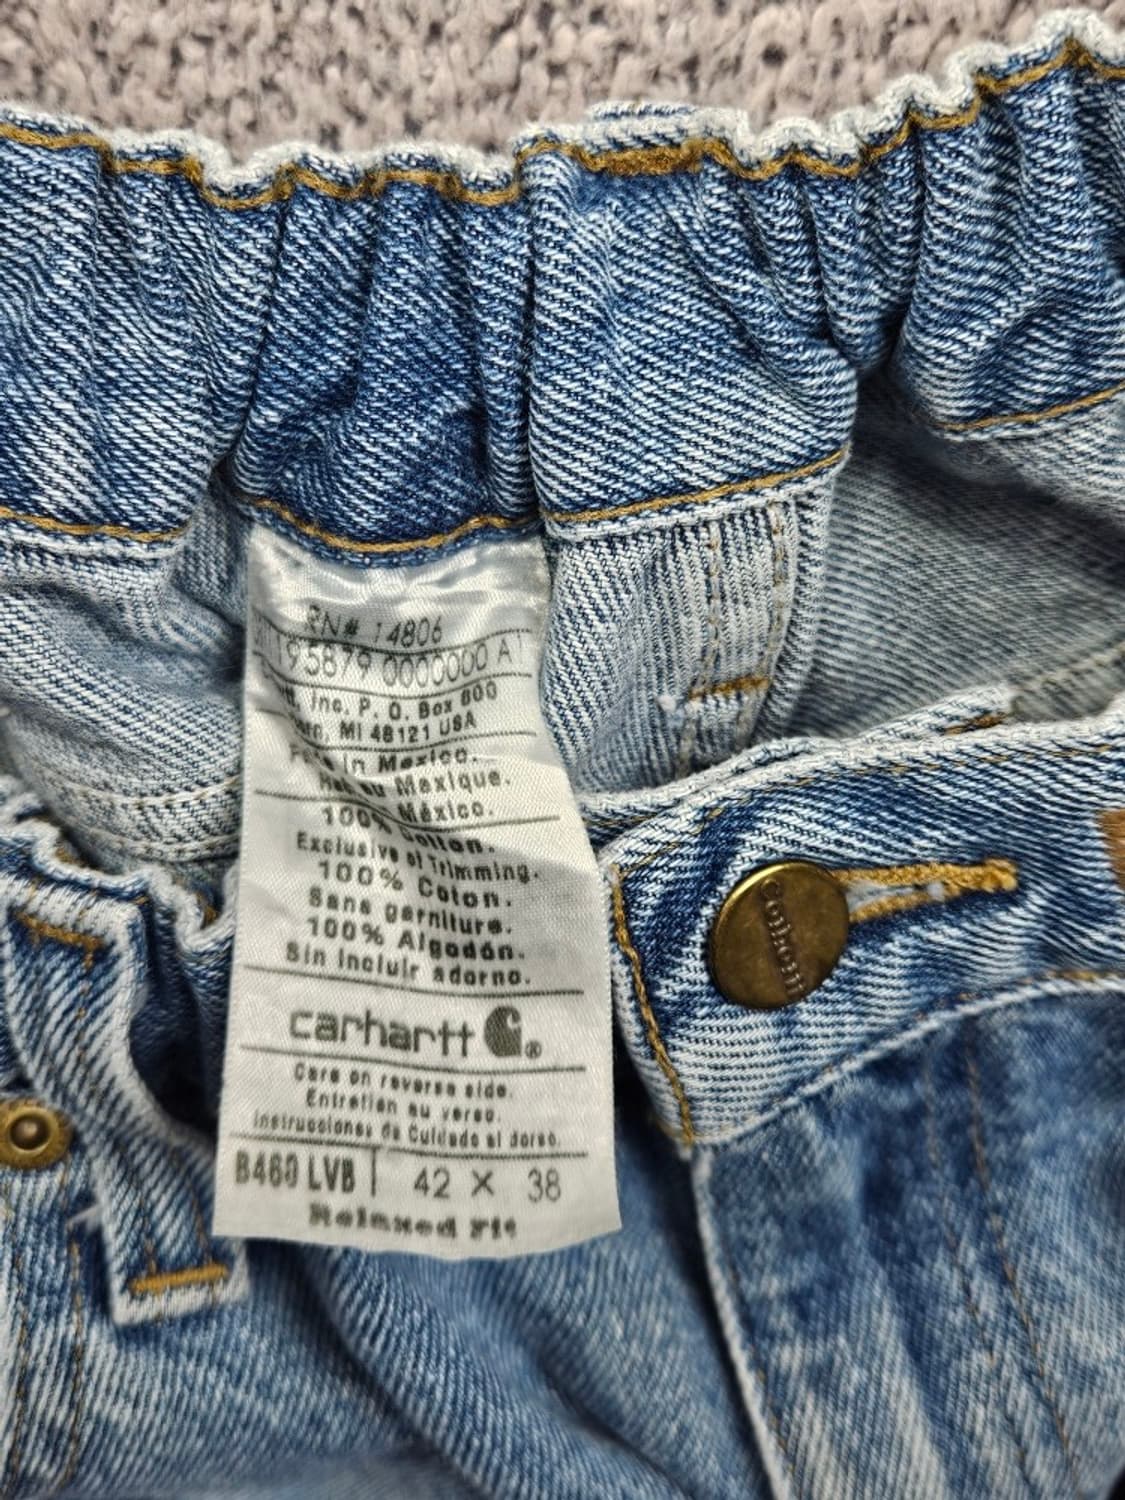 RN# 14806
195879 0000000 A1
Inc. P. O. Box 600
MI 48121 USA
in Mexico.
Mexique.
México.
100% Cotton.
Exclusive of Trimming.
100% Coton.
Sans garniture.
100% Algodón.
Sin incluir adorno.
carhartt ®
Care on reverse side.
Entretien au verso.
Instrucciones de Cuidado al dorso.
B460 LVB | 42 X 38
Relaxed Fit
Carhartt